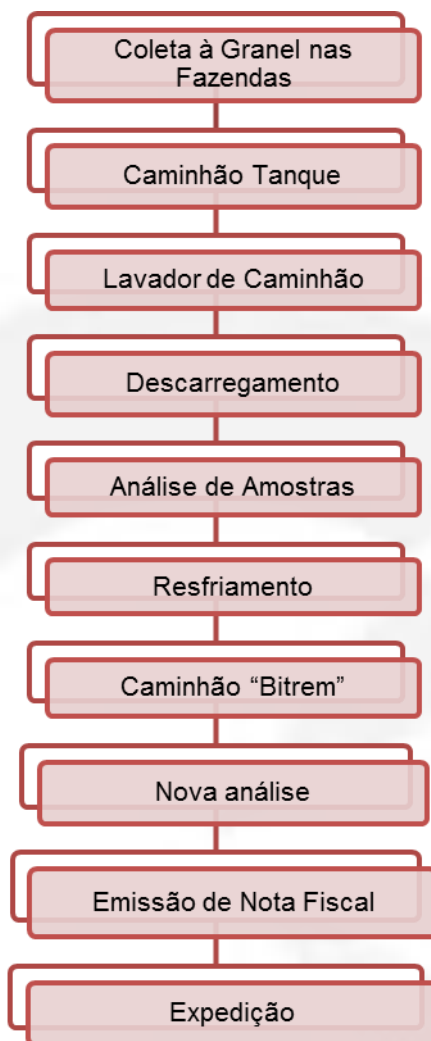 Coleta à Granel nas
Fazendas
Caminhão Tanque
Lavador de Caminhão
Descarregamento
Análise de Amostras
Resfriamento
Caminhão “Bitrem”
Nova análise
Emissão de Nota Fiscal
Expedição